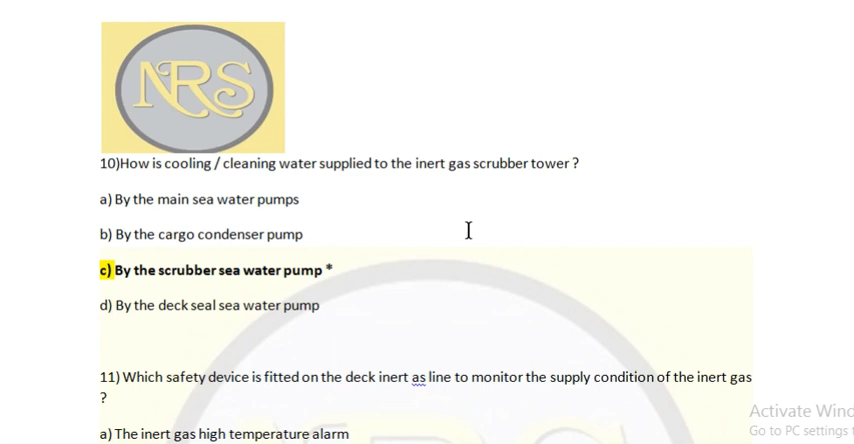 NRS
10)How is cooling / cleaning water supplied to the inert gas scrubber tower ?
a) By the main sea water pumps
b) By the cargo condenser pump
c) By the scrubber sea water pump *
d) By the deck seal sea water pump
11) Which safety device is fitted on the deck inert as line to monitor the supply condition of the inert gas
?
Activate Wind
Go to PC settings t
a) The inert gas high temperature alarm